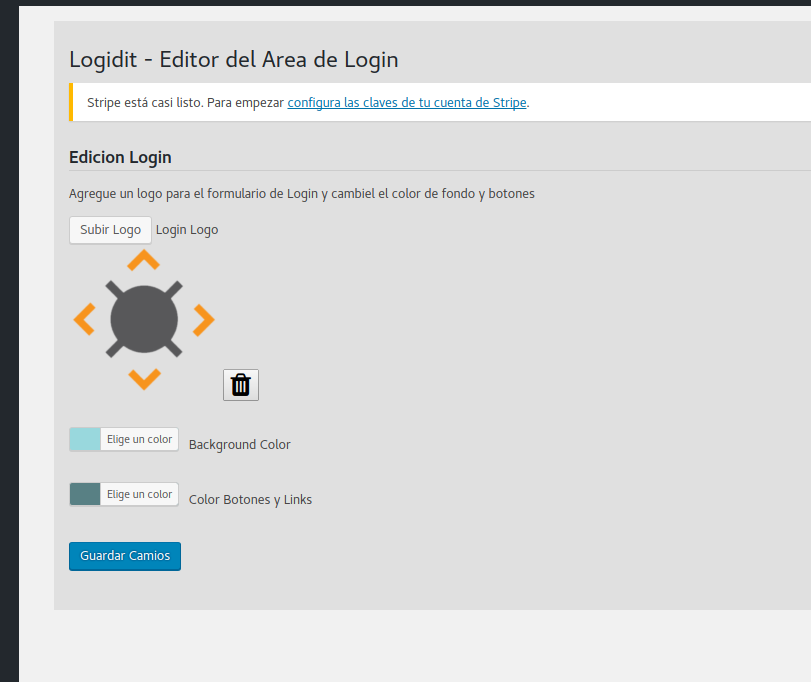 Logidit - Editor del Area de Login
Stripe está casi listo. Para empezar configura las claves de tu cuenta de Stripe.
Edicion Login
Agregue un logo para el formulario de Login y cambiel el color de fondo y botones
Subir Logo Login Logo
Elige un color Background Color
Elige un color Color Botones y Links
Guardar Camios